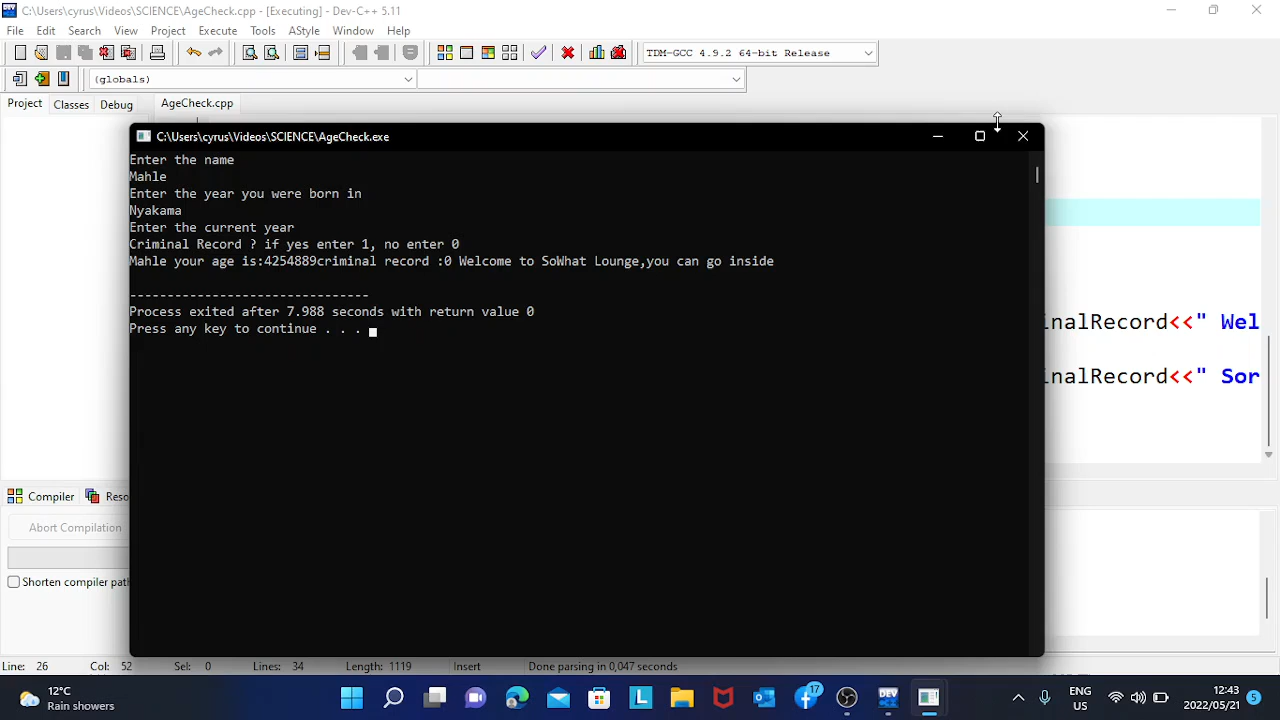 C:\Users\cyrus\Videos\SCIENCE\AgeCheck.cpp - [Executing] - Dev-C++ 5.11
File Edit Search View Project Execute Tools AStyle Window Help
TDM-GCC 4.9.2 64-bit Release
(globals)
Project Classes Debug AgeCheck.cpp
C:\Users\cyrus\Videos\SCIENCE\AgeCheck.exe
Enter the name
Mahle
Enter the year you were born in
Nyakama
Enter the current year
Criminal Record ? if yes enter 1, no enter 0
Mahle your age is:4254889criminal record :0 Welcome to SoWhat Lounge,you can go inside
--------------------------------
Process exited after 7.988 seconds with return value 0
Press any key to continue . . .
inalRecord<<" Wel
inalRecord<<" Sor
Compiler Reso
Abort Compilation
Shorten compiler path
Line: 26 Col: 52 Sel: 0 Lines: 34 Length: 1119 Insert Done parsing in 0,047 seconds
12°C
Rain showers
DEV
17
ENG
US
12:43
2022/05/21
5